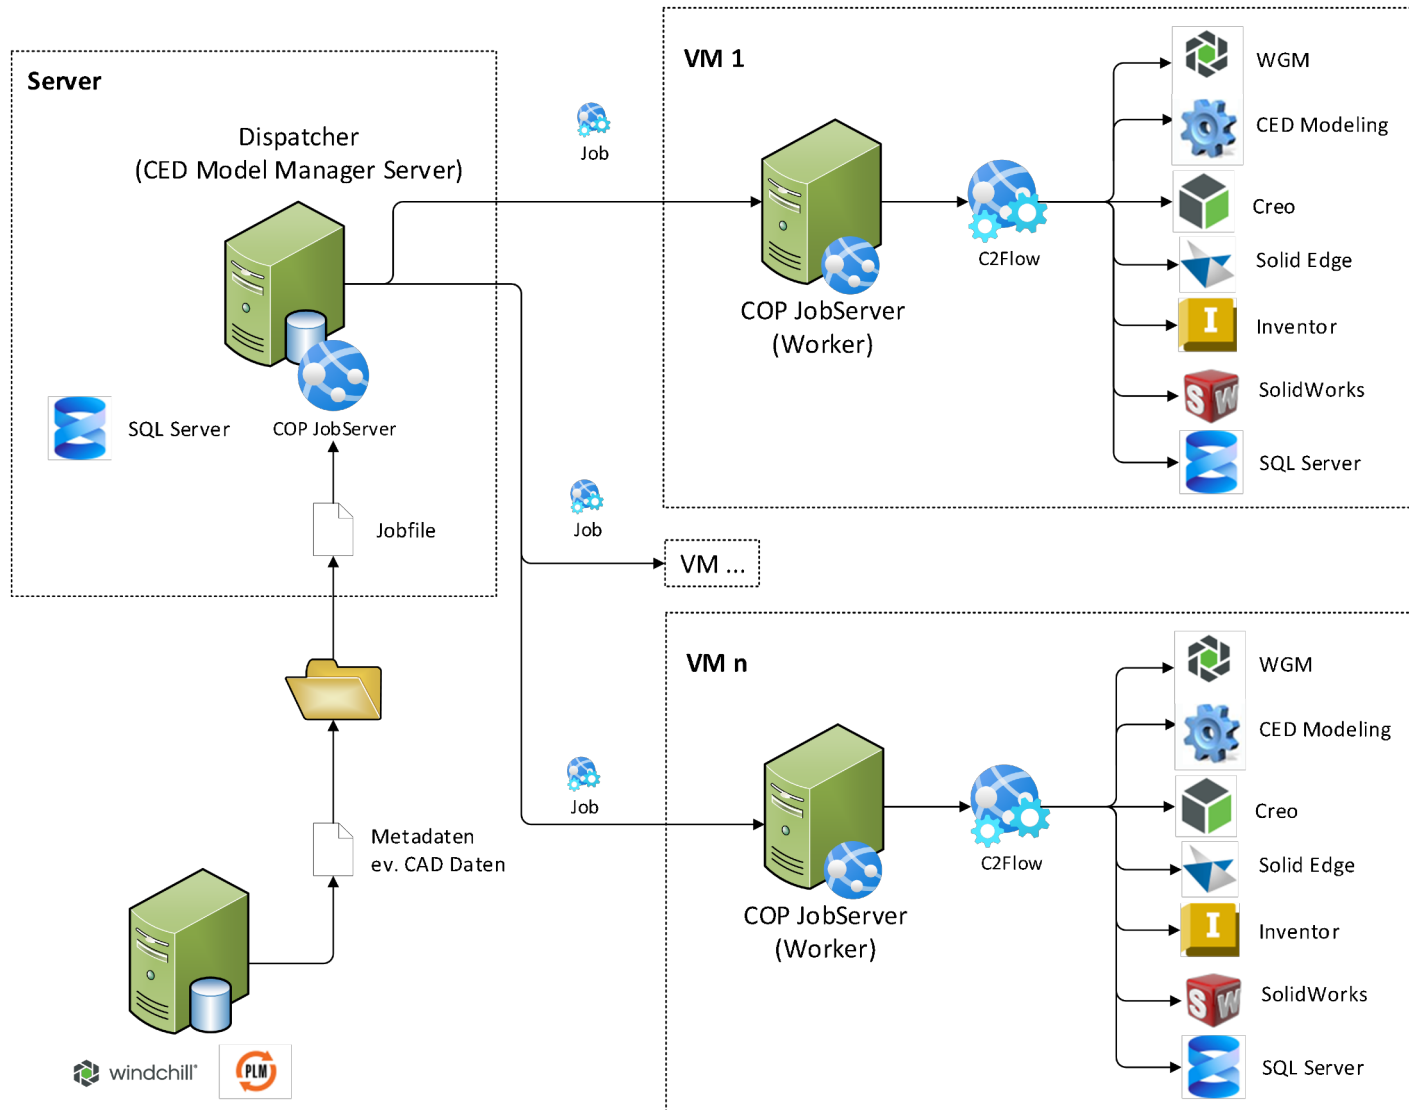 Server
Dispatcher
(CED Model Manager Server)
SQL Server
COP JobServer
Jobfile
Metadaten
ev. CAD Daten
windchill®
PLM
Job
Job
Job
VM 1
COP JobServer
(Worker)
C2Flow
WGM
CED Modeling
Creo
Solid Edge
I
Inventor
SW
SolidWorks
SQL Server
VM ...
VM n
COP JobServer
(Worker)
C2Flow
WGM
CED Modeling
Creo
Solid Edge
I
Inventor
SW
SolidWorks
SQL Server